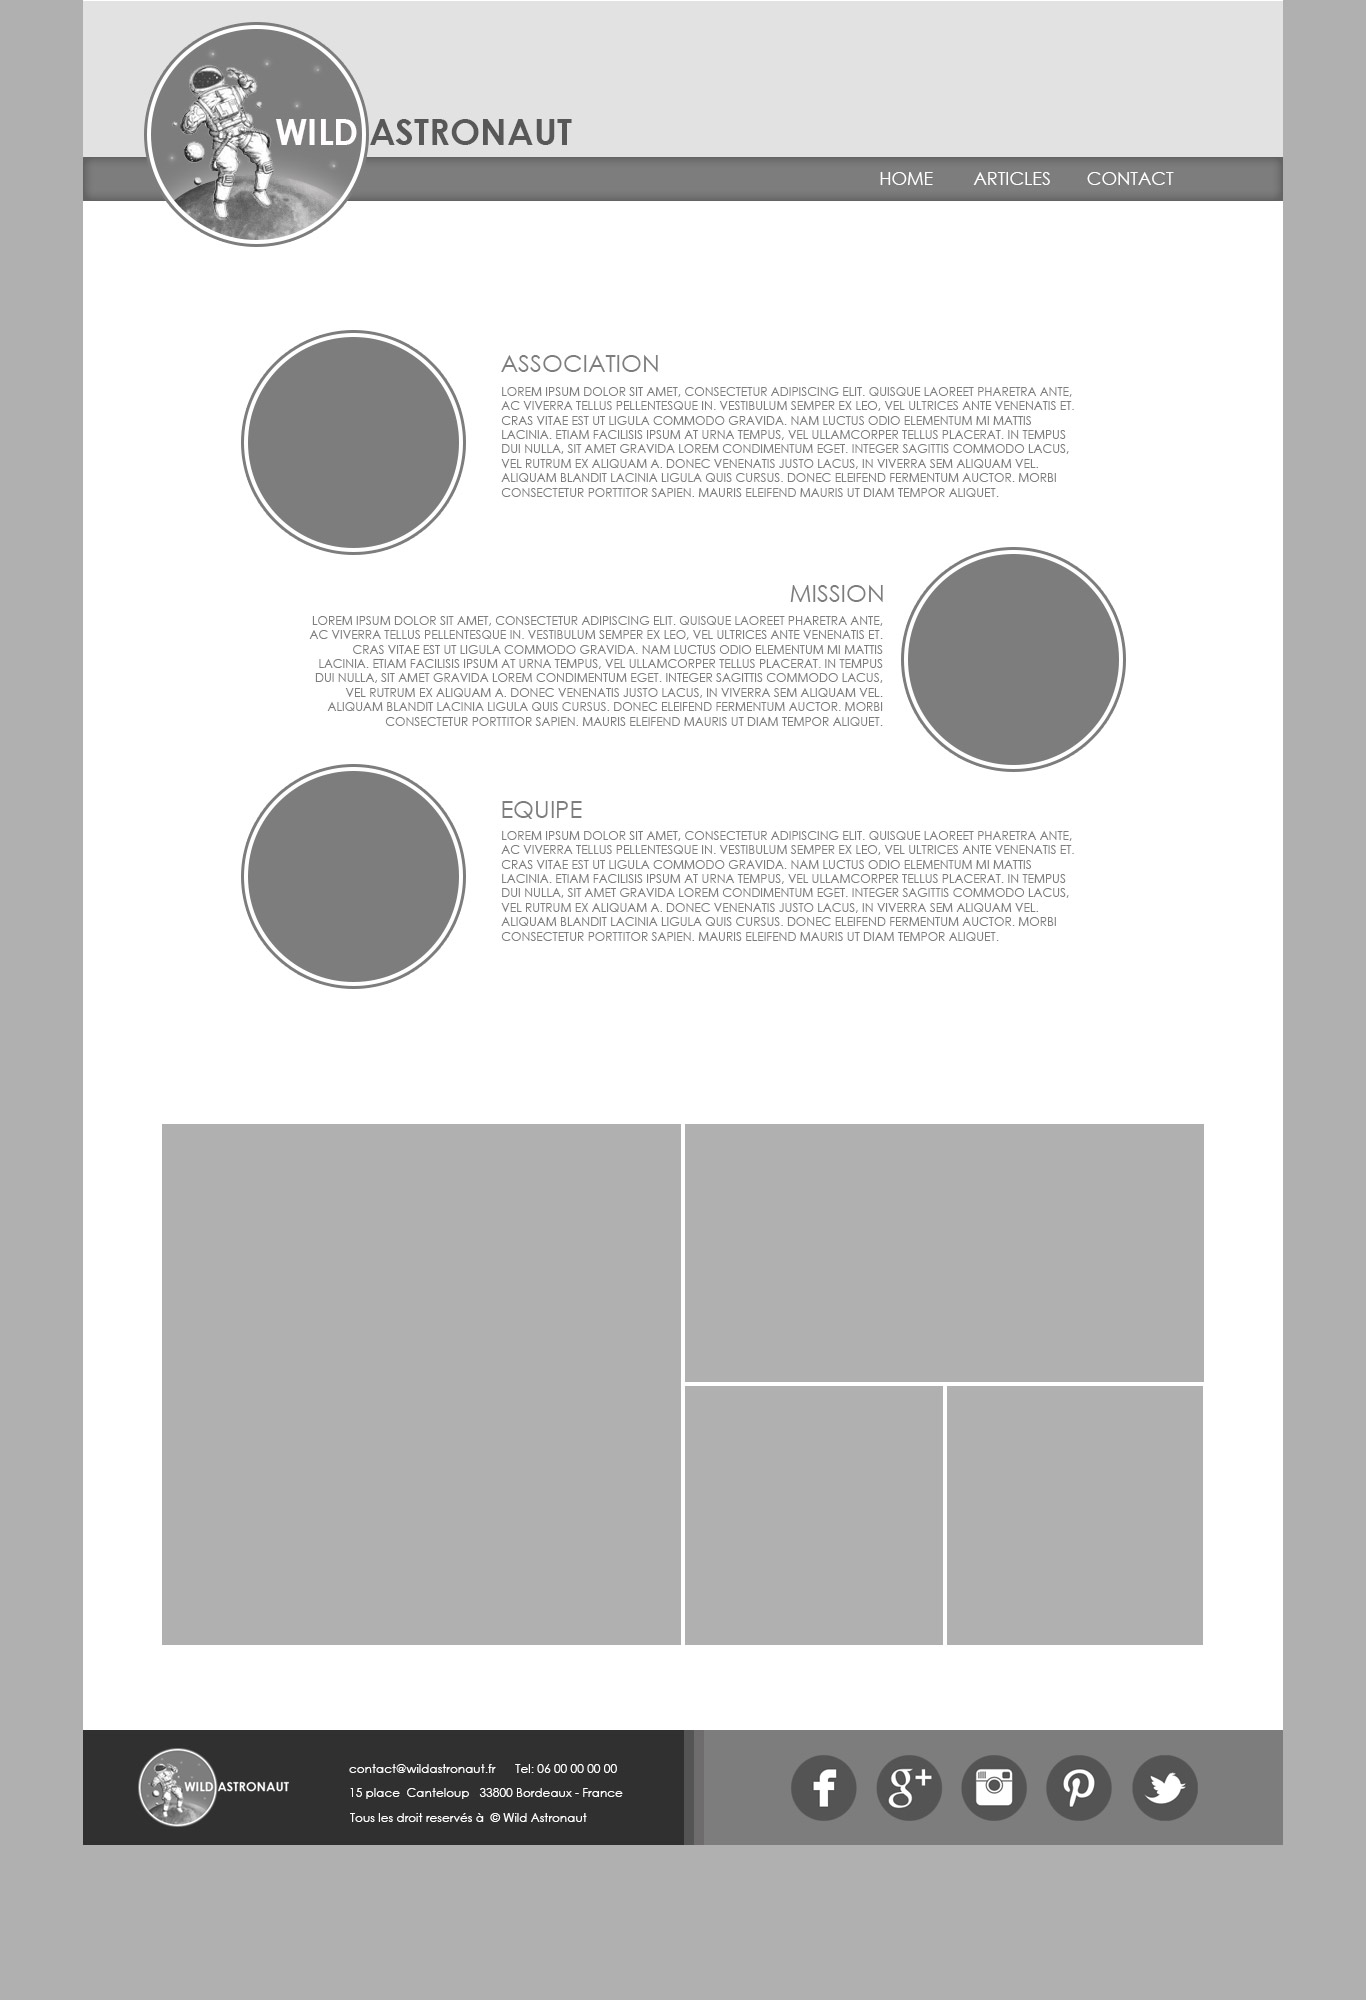 WILD ASTRONAUT
HOME ARTICLES CONTACT
ASSOCIATION
LOREM IPSUM DOLOR SIT AMET, CONSECTETUR ADIPISCING ELIT. QUISQUE LAOREET PHARETRA ANTE,
AC VIVERRA TELLUS PELLENTESQUE IN. VESTIBULUM SEMPER EX LEO, VEL ULTRICES ANTE VENENATIS ET.
CRAS VITAE EST UT LIGULA COMMODO GRAVIDA. NAM LUCTUS ODIO ELEMENTUM MI MATTIS
LACINIA. ETIAM FACILISIS IPSUM AT URNA TEMPUS, VEL ULLAMCORPER TELLUS PLACERAT. IN TEMPUS
DUI NULLA, SIT AMET GRAVIDA LOREM CONDIMENTUM EGET. INTEGER SAGITTIS COMMODO LACUS,
VEL RUTRUM EX ALIQUAM A. DONEC VENENATIS JUSTO LACUS, IN VIVERRA SEM ALIQUAM VEL.
ALIQUAM BLANDIT LACINIA LIGULA QUIS CURSUS. DONEC ELEIFEND FERMENTUM AUCTOR. MORBI
CONSECTETUR PORTTITOR SAPIEN. MAURIS ELEIFEND MAURIS UT DIAM TEMPOR ALIQUET.
MISSION
LOREM IPSUM DOLOR SIT AMET, CONSECTETUR ADIPISCING ELIT. QUISQUE LAOREET PHARETRA ANTE,
AC VIVERRA TELLUS PELLENTESQUE IN. VESTIBULUM SEMPER EX LEO, VEL ULTRICES ANTE VENENATIS ET.
CRAS VITAE EST UT LIGULA COMMODO GRAVIDA. NAM LUCTUS ODIO ELEMENTUM MI MATTIS
LACINIA. ETIAM FACILISIS IPSUM AT URNA TEMPUS, VEL ULLAMCORPER TELLUS PLACERAT. IN TEMPUS
DUI NULLA, SIT AMET GRAVIDA LOREM CONDIMENTUM EGET. INTEGER SAGITTIS COMMODO LACUS,
VEL RUTRUM EX ALIQUAM A. DONEC VENENATIS JUSTO LACUS, IN VIVERRA SEM ALIQUAM VEL.
ALIQUAM BLANDIT LACINIA LIGULA QUIS CURSUS. DONEC ELEIFEND FERMENTUM AUCTOR. MORBI
CONSECTETUR PORTTITOR SAPIEN. MAURIS ELEIFEND MAURIS UT DIAM TEMPOR ALIQUET.
EQUIPE
LOREM IPSUM DOLOR SIT AMET, CONSECTETUR ADIPISCING ELIT. QUISQUE LAOREET PHARETRA ANTE,
AC VIVERRA TELLUS PELLENTESQUE IN. VESTIBULUM SEMPER EX LEO, VEL ULTRICES ANTE VENENATIS ET.
CRAS VITAE EST UT LIGULA COMMODO GRAVIDA. NAM LUCTUS ODIO ELEMENTUM MI MATTIS
LACINIA. ETIAM FACILISIS IPSUM AT URNA TEMPUS, VEL ULLAMCORPER TELLUS PLACERAT. IN TEMPUS
DUI NULLA, SIT AMET GRAVIDA LOREM CONDIMENTUM EGET. INTEGER SAGITTIS COMMODO LACUS,
VEL RUTRUM EX ALIQUAM A. DONEC VENENATIS JUSTO LACUS, IN VIVERRA SEM ALIQUAM VEL.
ALIQUAM BLANDIT LACINIA LIGULA QUIS CURSUS. DONEC ELEIFEND FERMENTUM AUCTOR. MORBI
CONSECTETUR PORTTITOR SAPIEN. MAURIS ELEIFEND MAURIS UT DIAM TEMPOR ALIQUET.
WILD ASTRONAUT
contact@wildastronaut.fr Tel: 06 00 00 00 00
15 place Canteloup 33800 Bordeaux - France
Tous les droit reservés à © Wild Astronaut
f g+